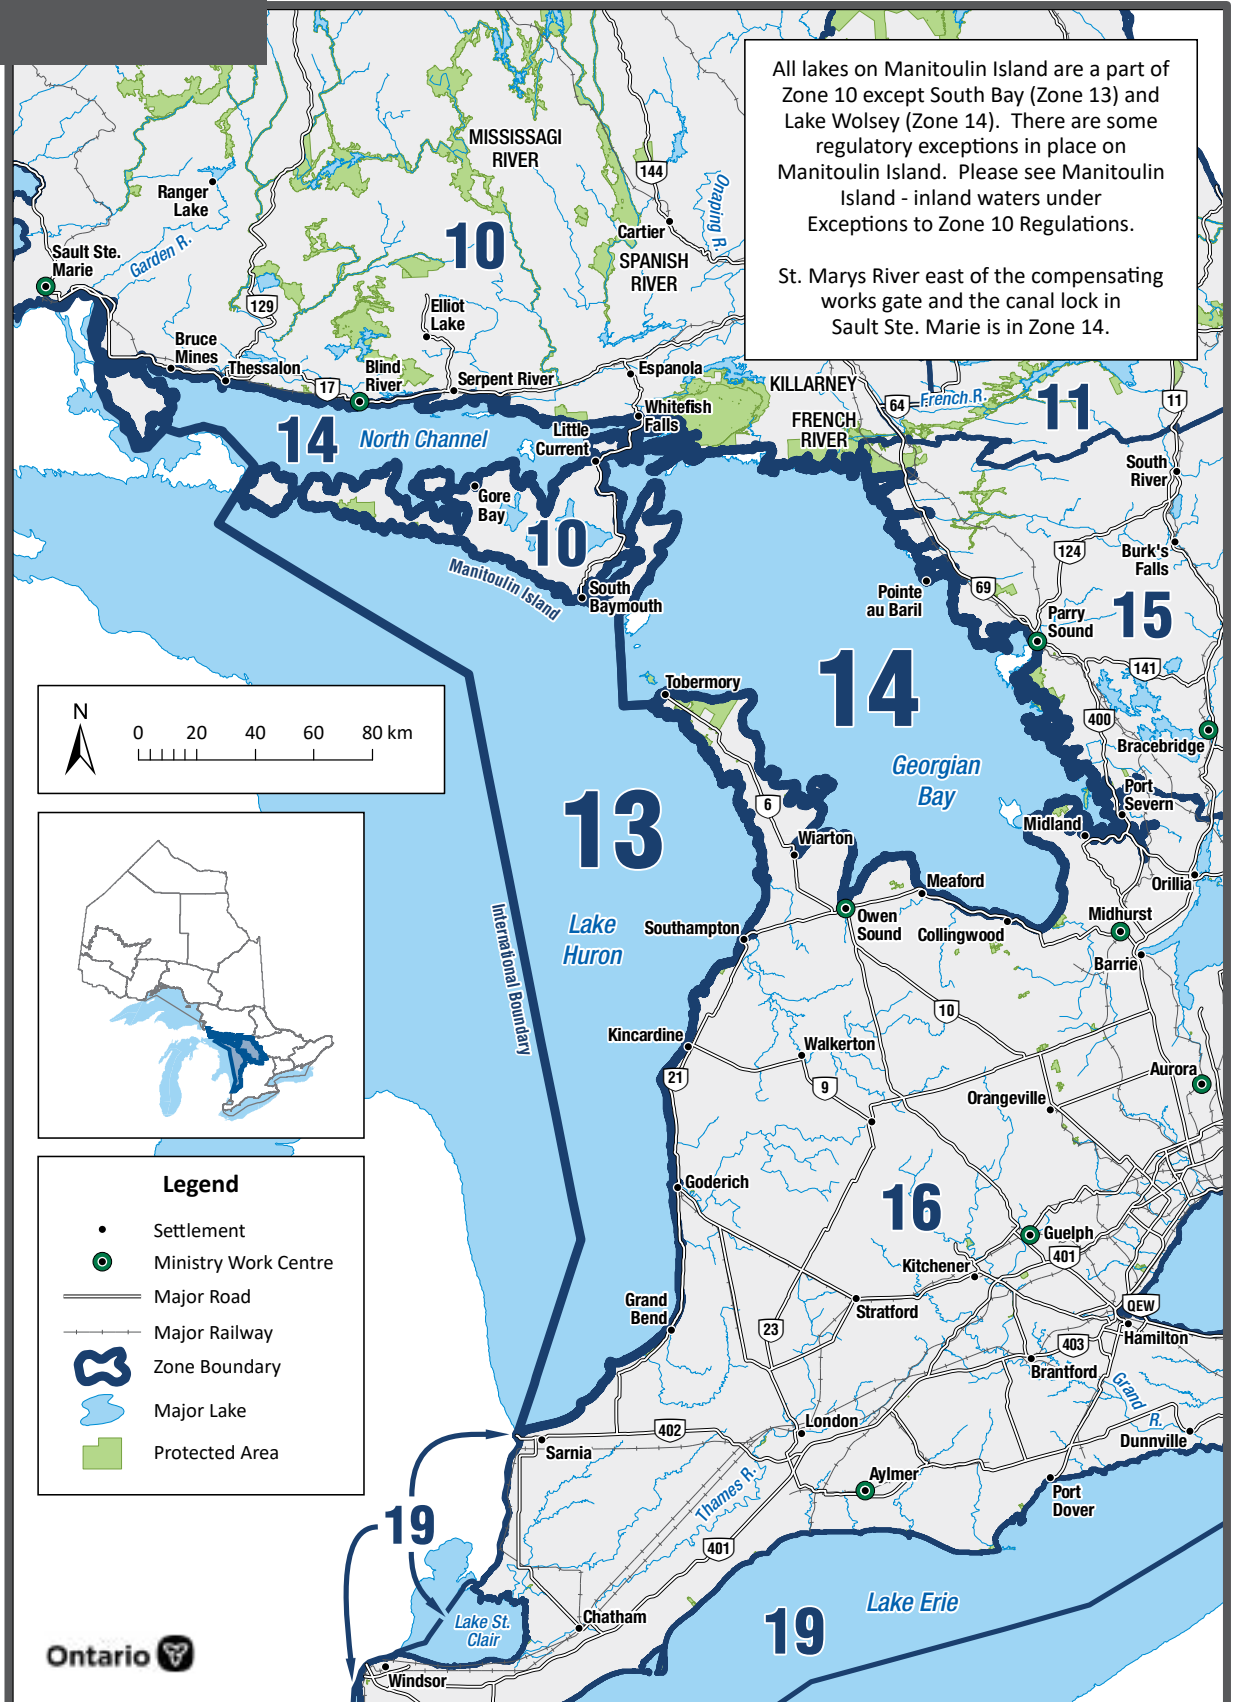 All lakes on Manitoulin Island are a part of
Zone 10 except South Bay (Zone 13) and
Lake Wolsey (Zone 14). There are some
regulatory exceptions in place on
Manitoulin Island. Please see Manitoulin
Island - inland waters under
Exceptions to Zone 10 Regulations.
St. Marys River east of the compensating
works gate and the canal lock in
Sault Ste. Marie is in Zone 14.
MISSISSAGI
RIVER
144
Onaping R.
Ranger
Lake
Cartier
10
Garden R.
Sault Ste.
Marie
SPANISH
RIVER
129
Elliot
Lake
Bruce
Mines
Thessalon
Blind
River
17
Serpent River
Espanola
KILLARNEY
64
French R.
11
11
Whitefish
Falls
FRENCH
RIVER
14
North Channel
Little
Current
South
River
Gore
Bay
10
124
Burk's
Falls
Manitoulin Island
South
Baymouth
Pointe
au Baril
69
15
Parry
Sound
141
14
Tobermory
400
Bracebridge
N
0 20 40 60 80 km
Georgian
Bay
6
13
Port
Severn
Midland
Wiarton
Orillia
Meaford
Lake
Huron
International Boundary
Southampton
Owen
Sound
Collingwood
Midhurst
Barrie
10
Kincardine
Walkerton
21
9
Aurora
Orangeville
Legend
Settlement
Ministry Work Centre
Major Road
Major Railway
Zone Boundary
Major Lake
Protected Area
Goderich
16
Guelph
401
Kitchener
Grand
Bend
Stratford
23
QEW
Hamilton
403
Brantford
Grand
R.
London
402
Sarnia
Dunnville
Aylmer
Thames R.
Port
Dover
19
401
Lake St.
Clair
Chatham
Lake Erie
19
Windsor
Ontario